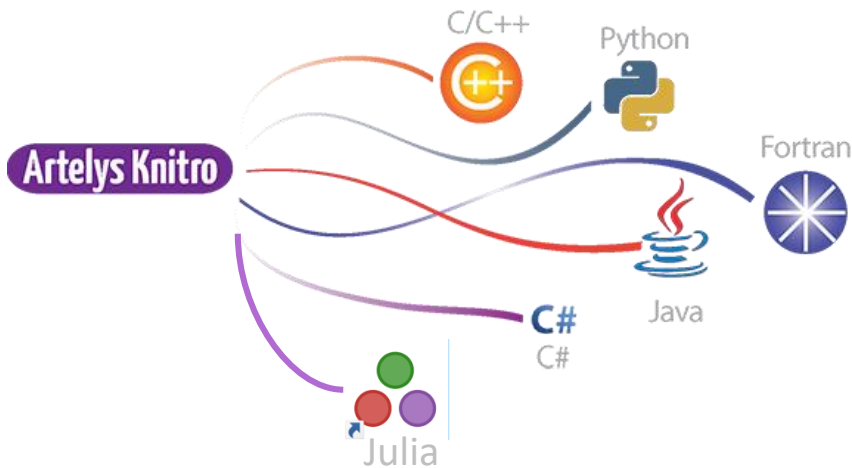 C/C++
C++
Python
Fortran
Artelys Knitro
Java
C#
C#
Julia